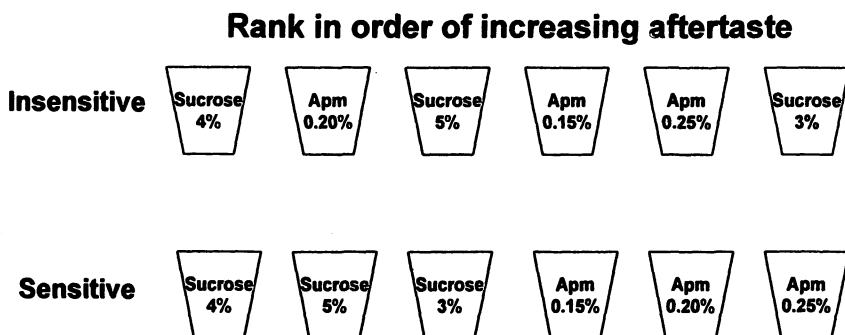 Rank in order of increasing aftertaste
Insensitive
Sucrose
4%
Apm
0.20%
Sucrose
5%
Apm
0.15%
Apm
0.25%
Sucrose
3%
Sensitive
Sucrose
4%
Sucrose
5%
Sucrose
3%
Apm
0.15%
Apm
0.20%
Apm
0.25%